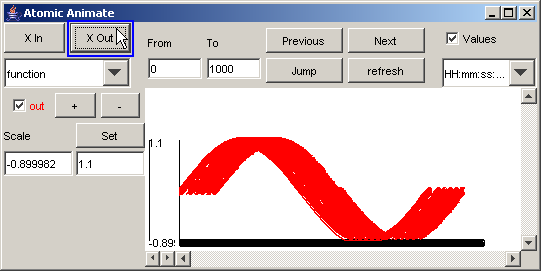 Atomic Animate
X In
X Out
From
To
Previous
Next
Values
function
0
1000
Jump
refresh
HH:mm:ss:...
out
+
-
Scale
Set
-0.899982
1.1
1.1
-0.899